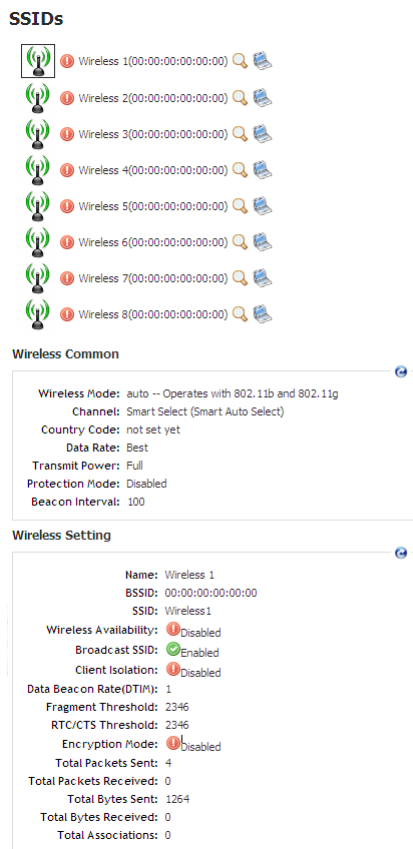 SSIDs
Wireless 1(00:00:00:00:00:00)
Wireless 2(00:00:00:00:00:00)
Wireless 3(00:00:00:00:00:00)
Wireless 4(00:00:00:00:00:00)
Wireless 5(00:00:00:00:00:00)
Wireless 6(00:00:00:00:00:00)
Wireless 7(00:00:00:00:00:00)
Wireless 8(00:00:00:00:00:00)
Wireless Common
Wireless Mode: auto -- Operates with 802.11b and 802.11g
Channel: Smart Select (Smart Auto Select)
Country Code: not set yet
Data Rate: Best
Transmit Power: Full
Protection Mode: Disabled
Beacon Interval: 100
Wireless Setting
Name: Wireless 1
BSSID: 00:00:00:00:00:00
SSID: Wireless1
Wireless Availability: Disabled
Broadcast SSID: Enabled
Client Isolation: Disabled
Data Beacon Rate(DTIM): 1
Fragment Threshold: 2346
RTC/CTS Threshold: 2346
Encryption Mode: Disabled
Total Packets Sent: 4
Total Packets Received: 0
Total Bytes Sent: 1264
Total Bytes Received: 0
Total Associations: 0